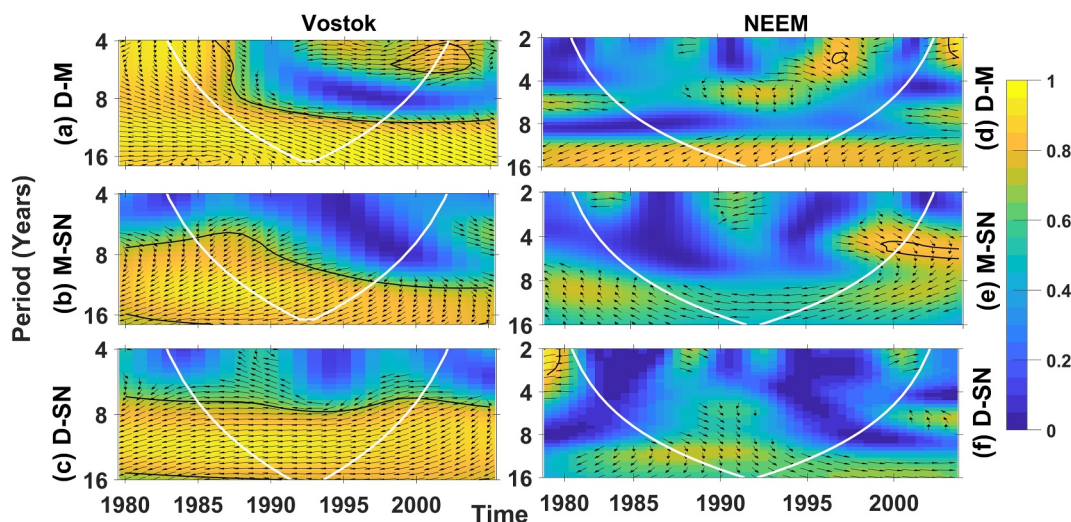 Vostok
NEEM
Period (Years)
(a) D-M
4
8
16
(b) M-SN
4
8
16
(c) D-SN
4
8
16
1980 1985 1990 1995 2000
2
4
8
16
(d) D-M
2
4
8
16
(e) M-SN
2
4
8
16
(f) D-SN
1980 1985 1990 1995 2000
Time
1
0.8
0.6
0.4
0.2
0